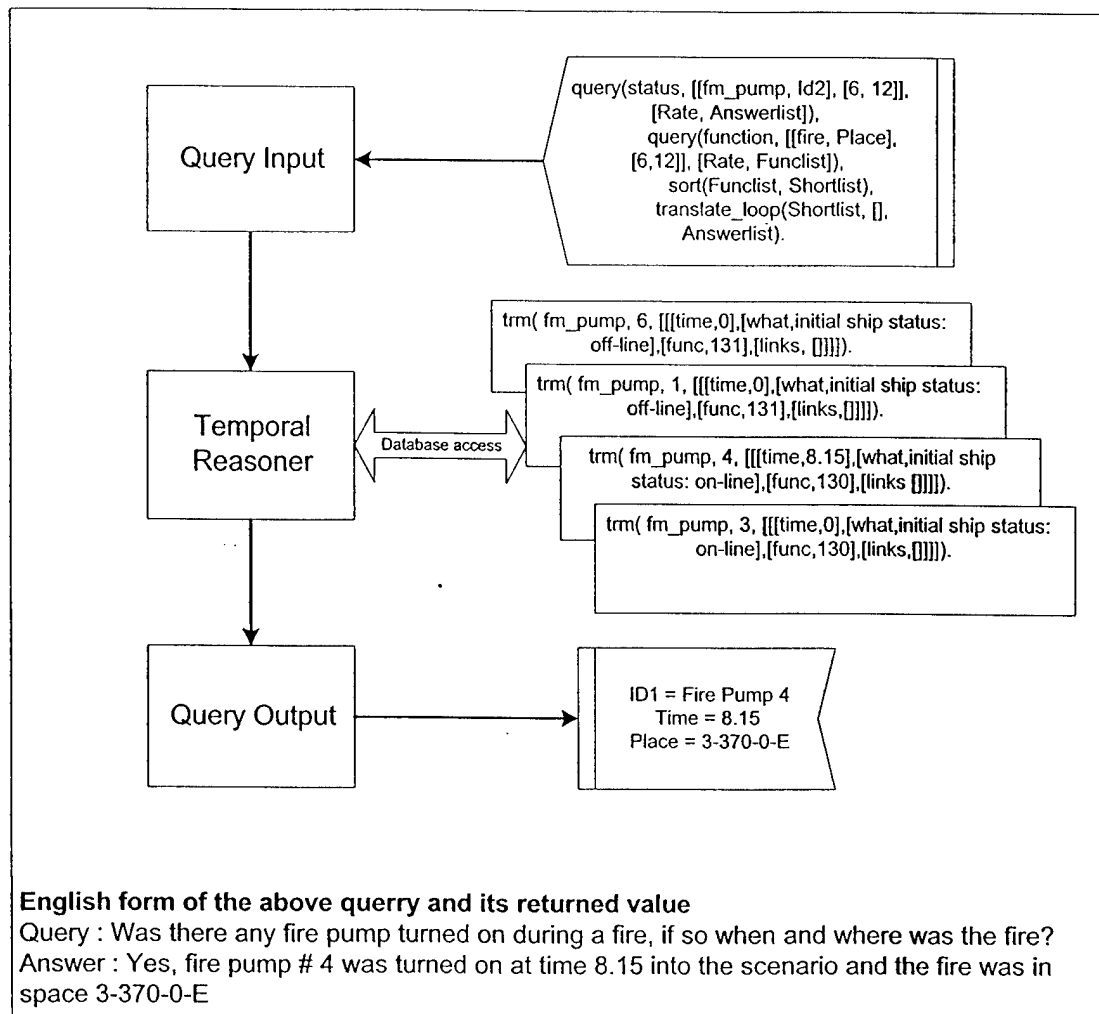 query(status, [[fm_pump, Id2], [6, 12]],
[Rate, Answerlist]),
query(function, [[fire, Place],
[6,12]], [Rate, Funclist]),
sort(Funclist, Shortlist),
translate_loop(Shortlist, [],
Answerlist).
Query Input
trm( fm_pump, 6, [[[time,0],[what,initial ship status:
off-line],[func,131],[links, []]]]).
trm( fm_pump, 1, [[[time,0],[what,initial ship status:
off-line],[func,131],[links,[]]]]).
Temporal
Reasoner
Database access
trm( fm_pump, 4, [[[time,8.15],[what,initial ship
status: on-line],[func,130],[links []]]]).
trm( fm_pump, 3, [[[time,0],[what,initial ship status:
on-line],[func,130],[links,[]]]]).
Query Output
ID1 = Fire Pump 4
Time = 8.15
Place = 3-370-0-E
English form of the above querry and its returned value
Query : Was there any fire pump turned on during a fire, if so when and where was the fire?
Answer : Yes, fire pump # 4 was turned on at time 8.15 into the scenario and the fire was in
space 3-370-0-E